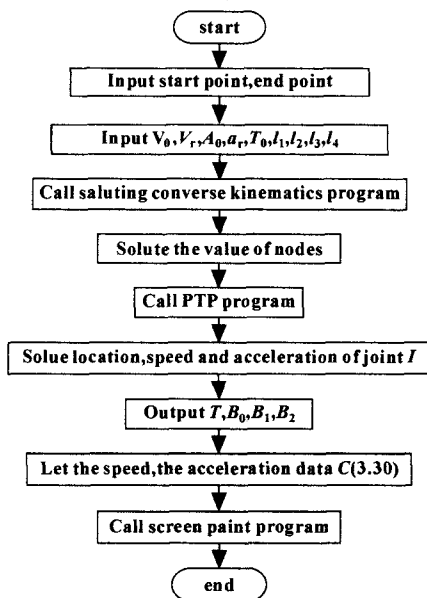 start
Input start point,end point
Input V₀,Vᵣ,A₀,aᵣ,T₀,l₁,l₂,l₃,l₄
Call saluting converse kinematics program
Solute the value of nodes
Call PTP program
Solue location,speed and acceleration of joint I
Output T,B₀,B₁,B₂
Let the speed,the acceleration data C(3.30)
Call screen paint program
end